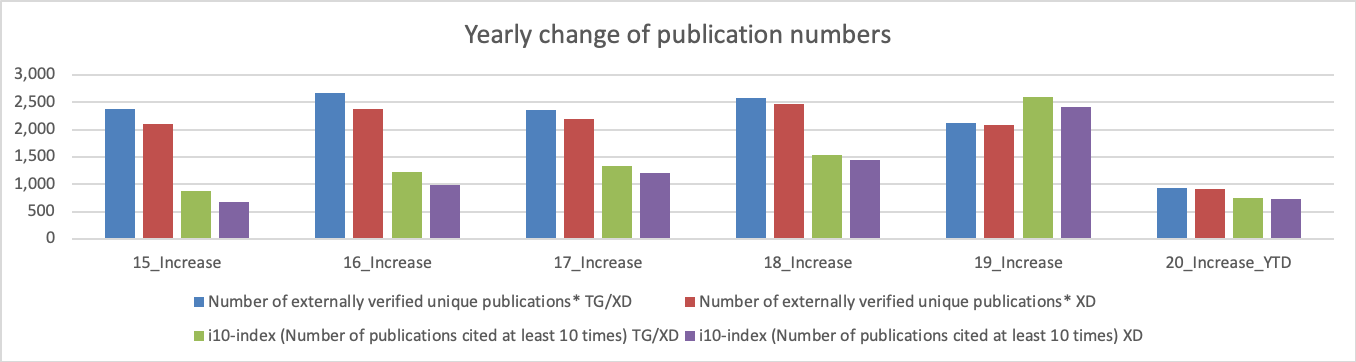 Yearly change of publication numbers
3,000
2,500
2,000
1,500
1,000
500
0
15_Increase 16_Increase 17_Increase 18_Increase 19_Increase 20_Increase_YTD
Number of externally verified unique publications* TG/XD Number of externally verified unique publications* XD
i10-index (Number of publications cited at least 10 times) TG/XD i10-index (Number of publications cited at least 10 times) XD